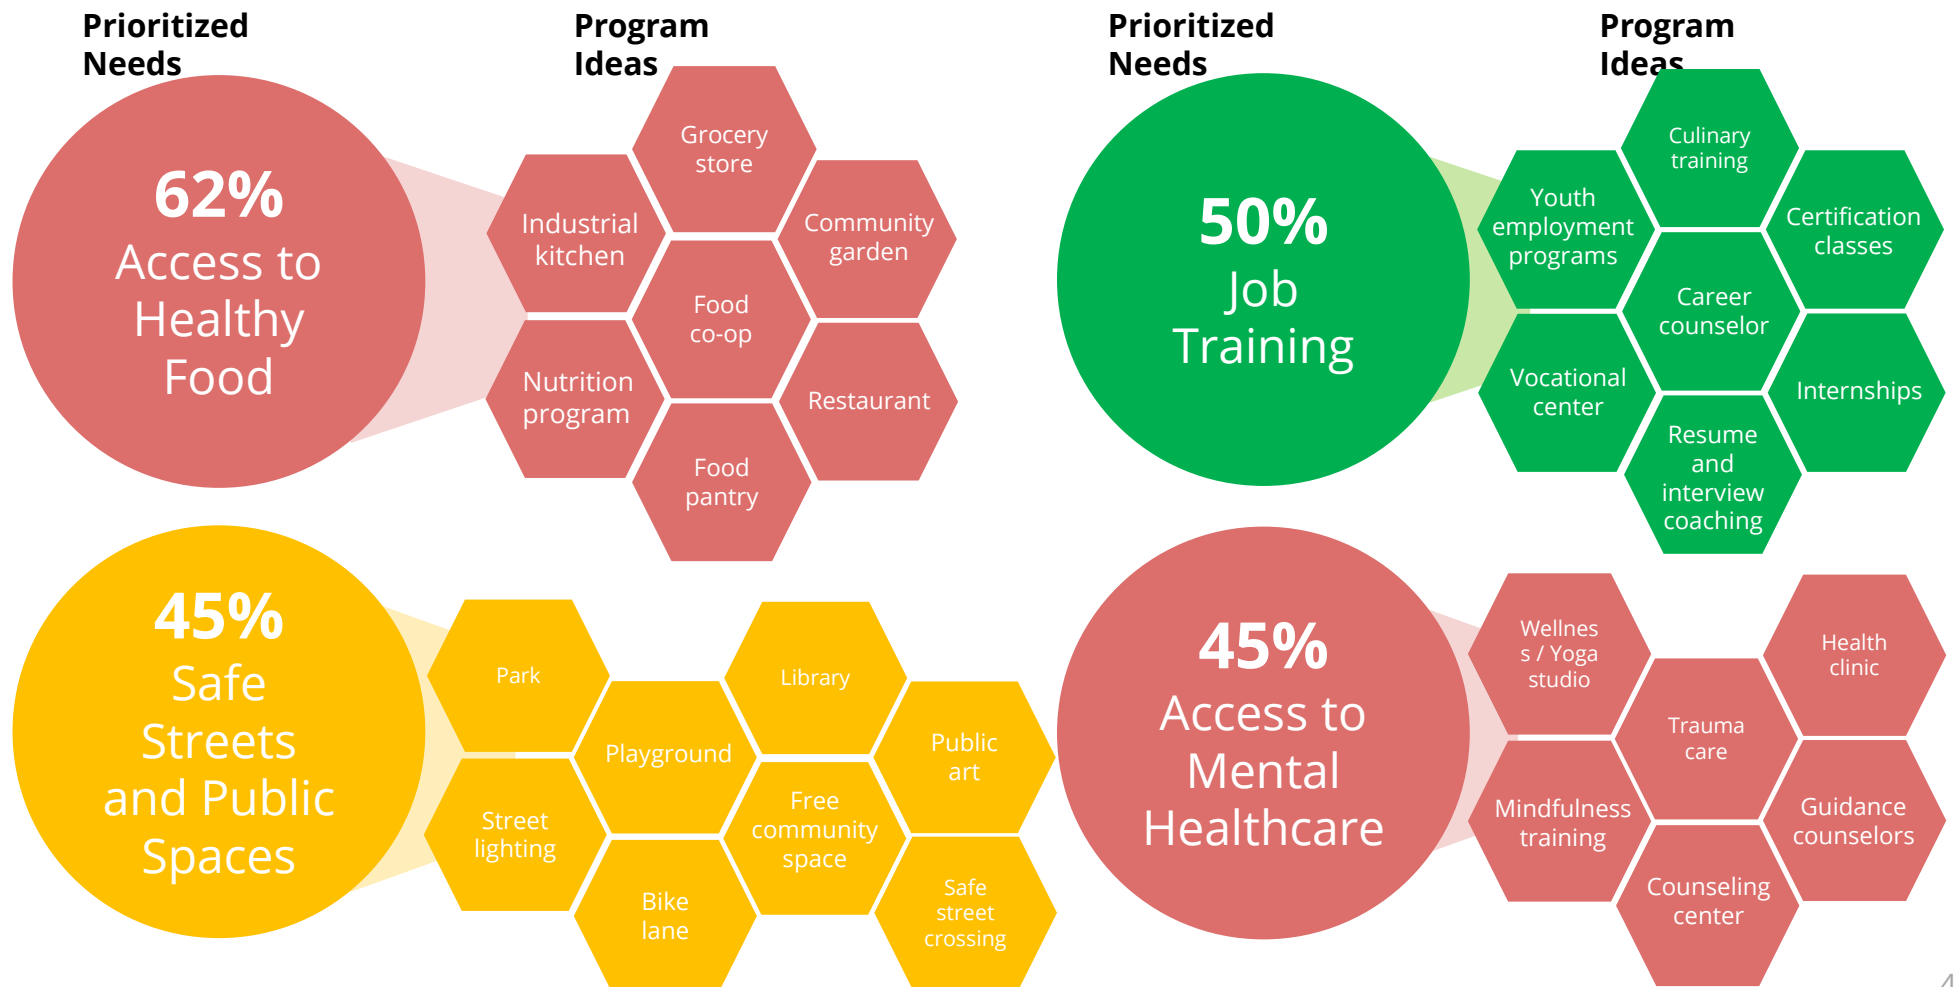 Prioritized
Needs
Program
Ideas
62%
Access to
Healthy
Food
Grocery
store
Industrial
kitchen
Community
garden
Food
co-op
Nutrition
program
Restaurant
Food
pantry
45%
Safe
Streets
and Public
Spaces
Park
Library
Playground
Public
art
Street
lighting
Free
community
space
Bike
lane
Safe
street
crossing
Prioritized
Needs
Program
Ideas
50%
Job
Training
Culinary
training
Youth
employment
programs
Certification
classes
Career
counselor
Vocational
center
Internships
Resume
and
interview
coaching
45%
Access to
Mental
Healthcare
Wellnes
s / Yoga
studio
Health
clinic
Trauma
care
Mindfulness
training
Guidance
counselors
Counseling
center
4